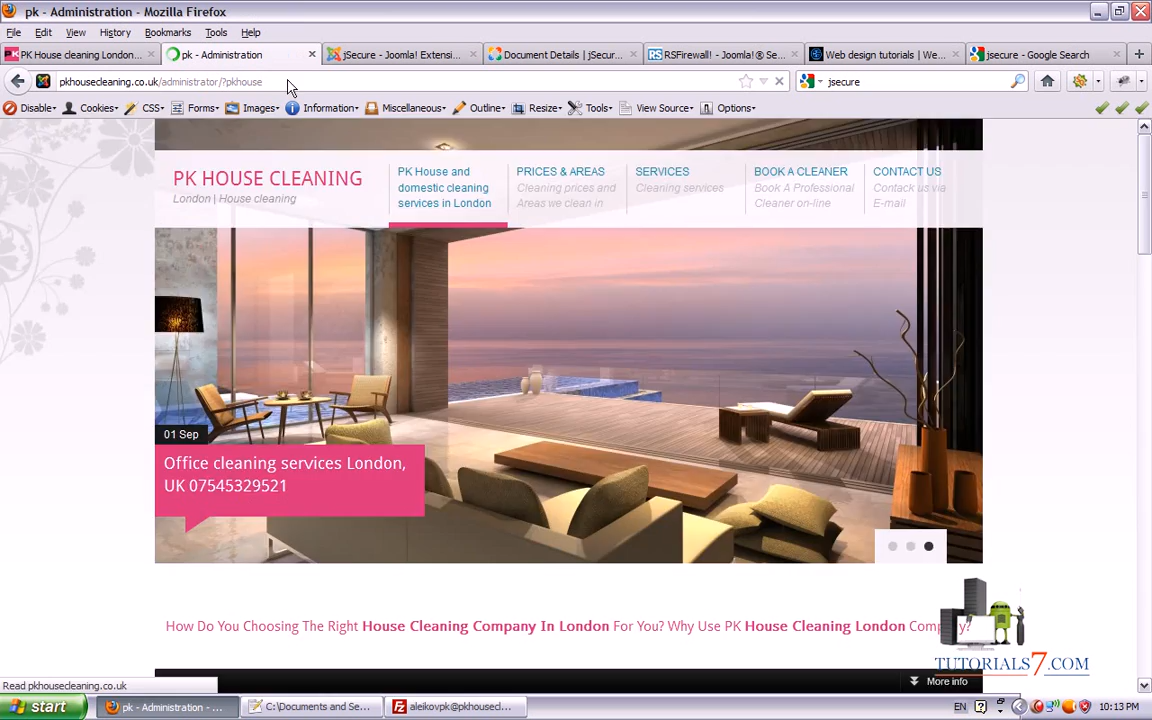 pk - Administration - Mozilla Firefox
File Edit View History Bookmarks Tools Help
PK House cleaning London...
pk - Administration
jSecure - Joomla! Extensi...
Document Details | jSecur...
RSFirewall! - Joomla!® Se...
Web design tutorials | We...
jsecure - Google Search
pkhousecleaning.co.uk/administrator/?pkhouse
jsecure
Disable Cookies CSS Forms Images Information Miscellaneous Outline Resize Tools View Source Options
PK HOUSE CLEANING
London | House cleaning
PK House and
domestic cleaning
services in London
PRICES & AREAS
Cleaning prices and
Areas we clean in
SERVICES
Cleaning services
BOOK A CLEANER
Book A Professional
Cleaner on-line
CONTACT US
Contack us via
E-mail
01 Sep
Office cleaning services London,
UK 07545329521
How Do You Choosing The Right House Cleaning Company In London For You? Why Use PK House Cleaning London
TUTORIALS7.COM
More info
Read pkhousecleaning.co.uk
start
pk - Administration - ...
C:\Documents and Se...
aleikovpk@pkhousecl...
EN
10:13 PM